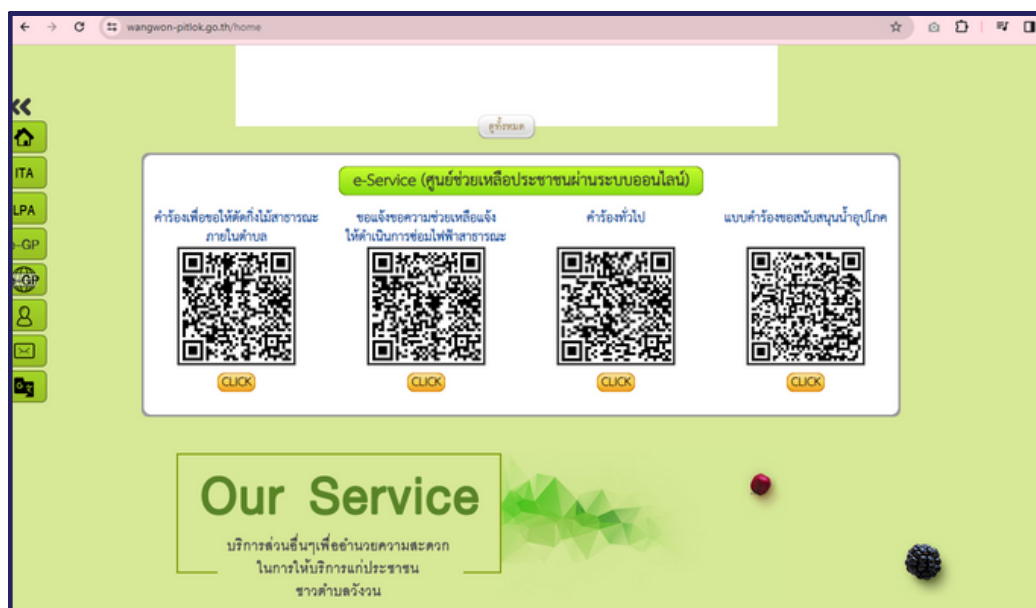 wangwon-pitlok.go.th/home
ดูทั้งหมด
ITA
LPA
e-GP
GP
e-Service (ศูนย์ช่วยเหลือประชาชนผ่านระบบออนไลน์)
คำร้องเพื่อขอให้ตัดกิ่งไม้สาธารณะ
ภายในตำบล
CLICK
ขอแจ้งขอความช่วยเหลือแจ้ง
ให้ดำเนินการซ่อมไฟฟ้าสาธารณะ
CLICK
คำร้องทั่วไป
CLICK
แบบคำร้องขอสนับสนุนน้ำอุปโภค
CLICK
Our Service
บริการส่วนอื่นๆเพื่ออำนวยความสะดวก
ในการให้บริการแก่ประชาชน
ชาวตำบลวังวน